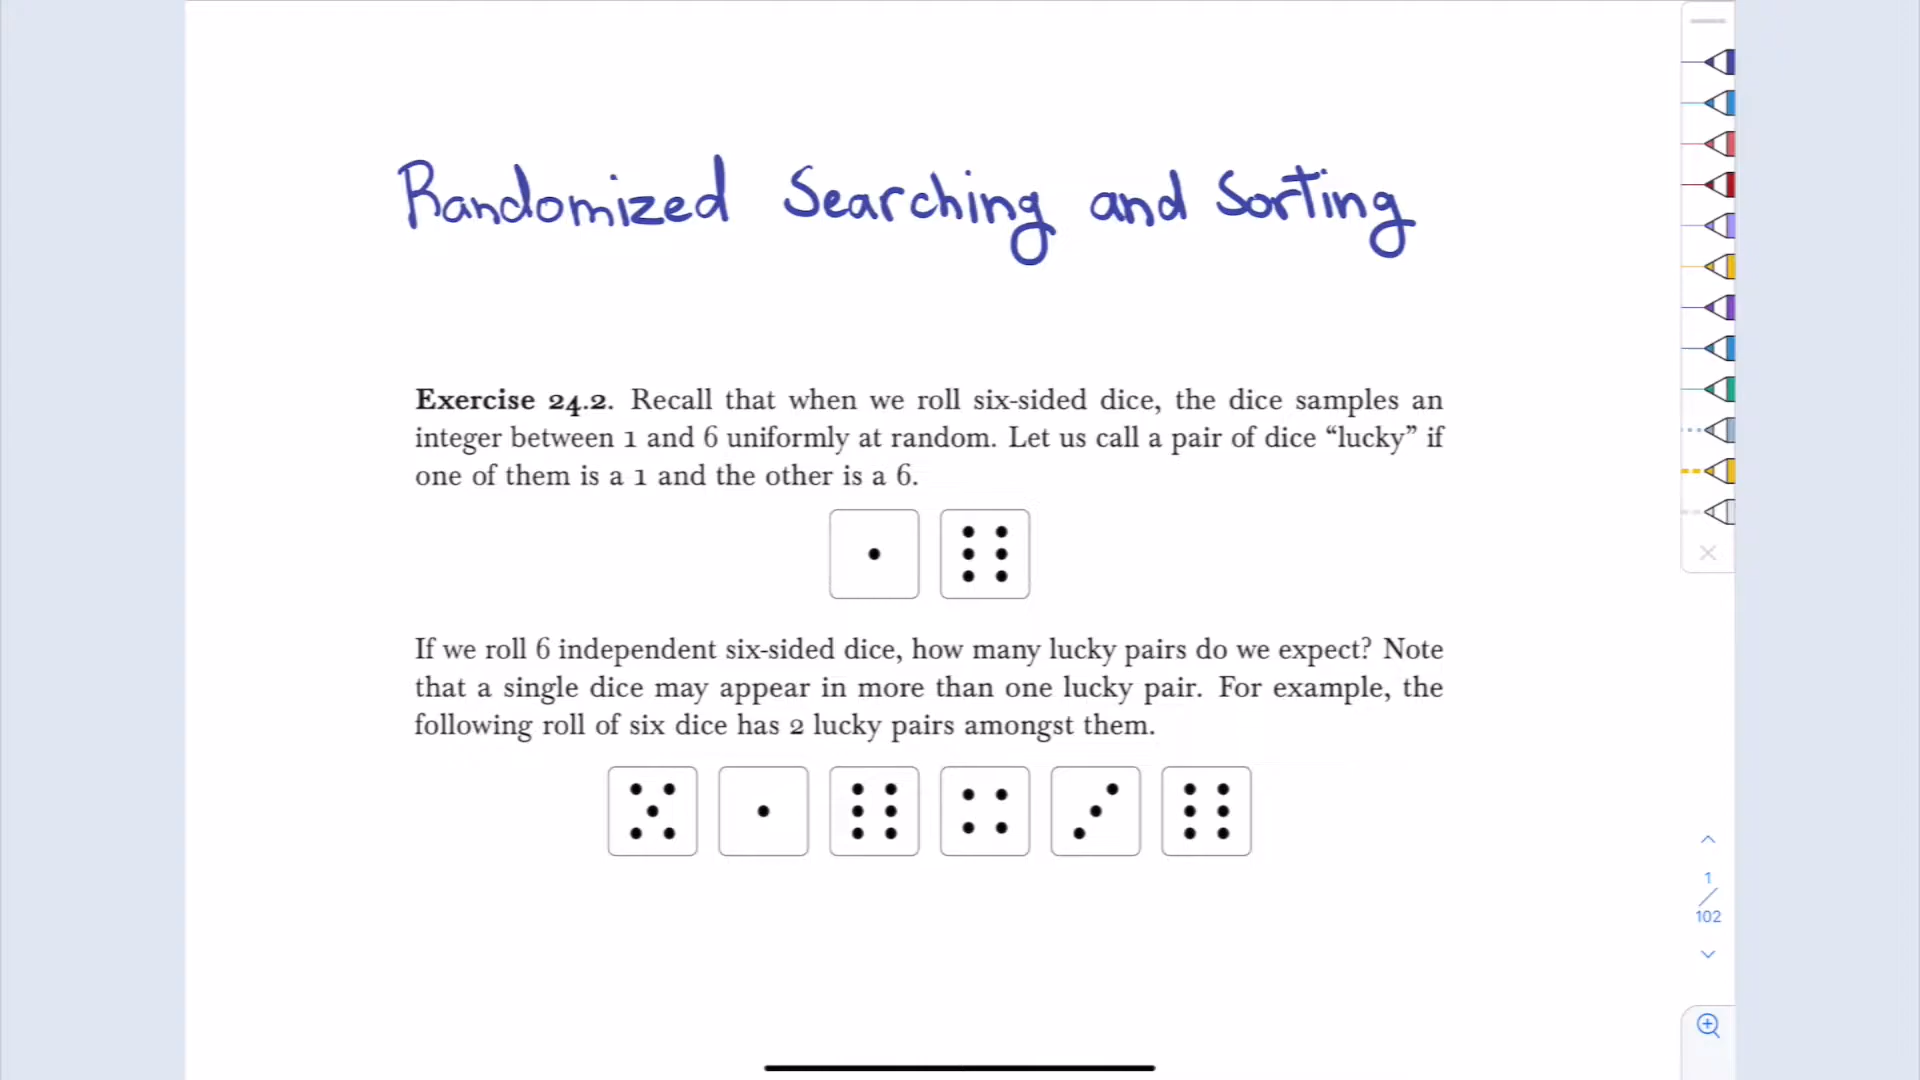 Randomized Searching and Sorting
Exercise 24.2. Recall that when we roll six-sided dice, the dice samples an
integer between 1 and 6 uniformly at random. Let us call a pair of dice “lucky” if
one of them is a 1 and the other is a 6.
If we roll 6 independent six-sided dice, how many lucky pairs do we expect? Note
that a single dice may appear in more than one lucky pair. For example, the
following roll of six dice has 2 lucky pairs amongst them.
1
/
102